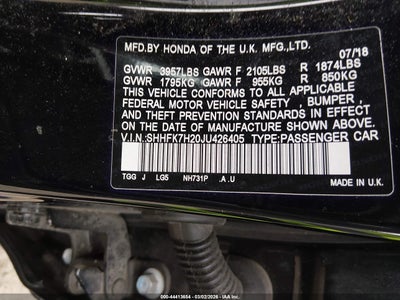 MFD.BY HONDA OF THE U.K.MFG.,LTD. 07/18
GVWR 3957LBS GAWR F 2105LBS R 1874LBS
GVWR 1795KG GAWR F 955KG R 850KG
THIS VEHICLE CONFORMS TO ALL APPLICABLE
FEDERAL MOTOR VEHICLE SAFETY , BUMPER ,
AND THEFT PREVENTION STANDARDS IN EFFECT
ON THE DATE OF MANUFACTURE SHOWN ABOVE.
V.I.N.:SHHFK7H20JU426405 TYPE:PASSENGER CAR
TGG J LG5 NH731P .A.U
MADE IN U.K.
000-44413654 - 03/02/2026 - IAA Inc.